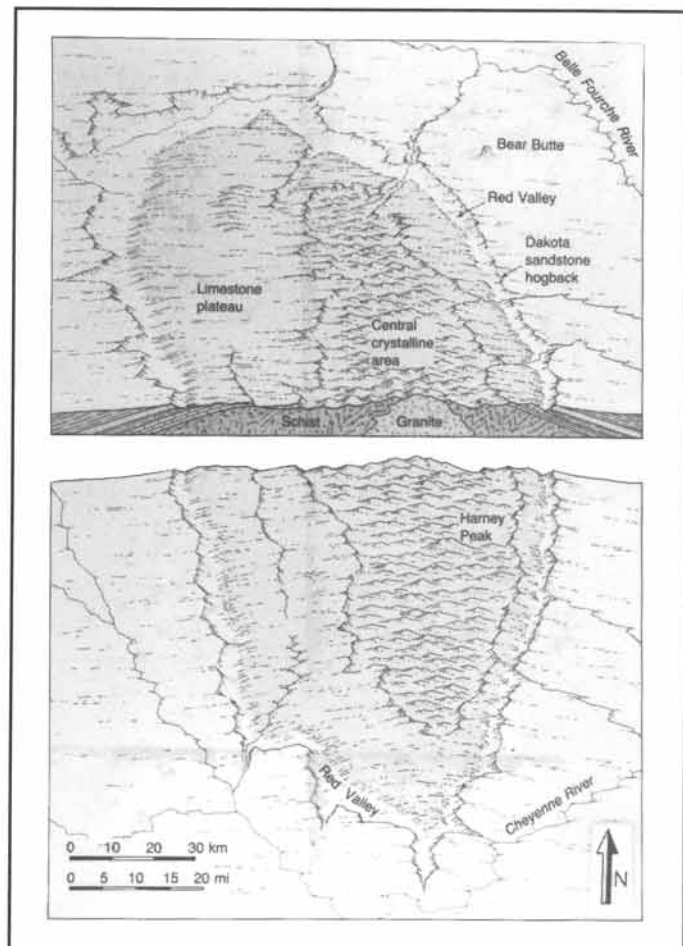 Belle Fourche River
Bear Butte
Red Valley
Dakota
sandstone
hogback
Limestone
plateau
Central
crystalline
area
Schist
Granite
Harney
Peak
Red Valley
Cheyenne River
0 10 20 30 km
0 5 10 15 20 mi
N